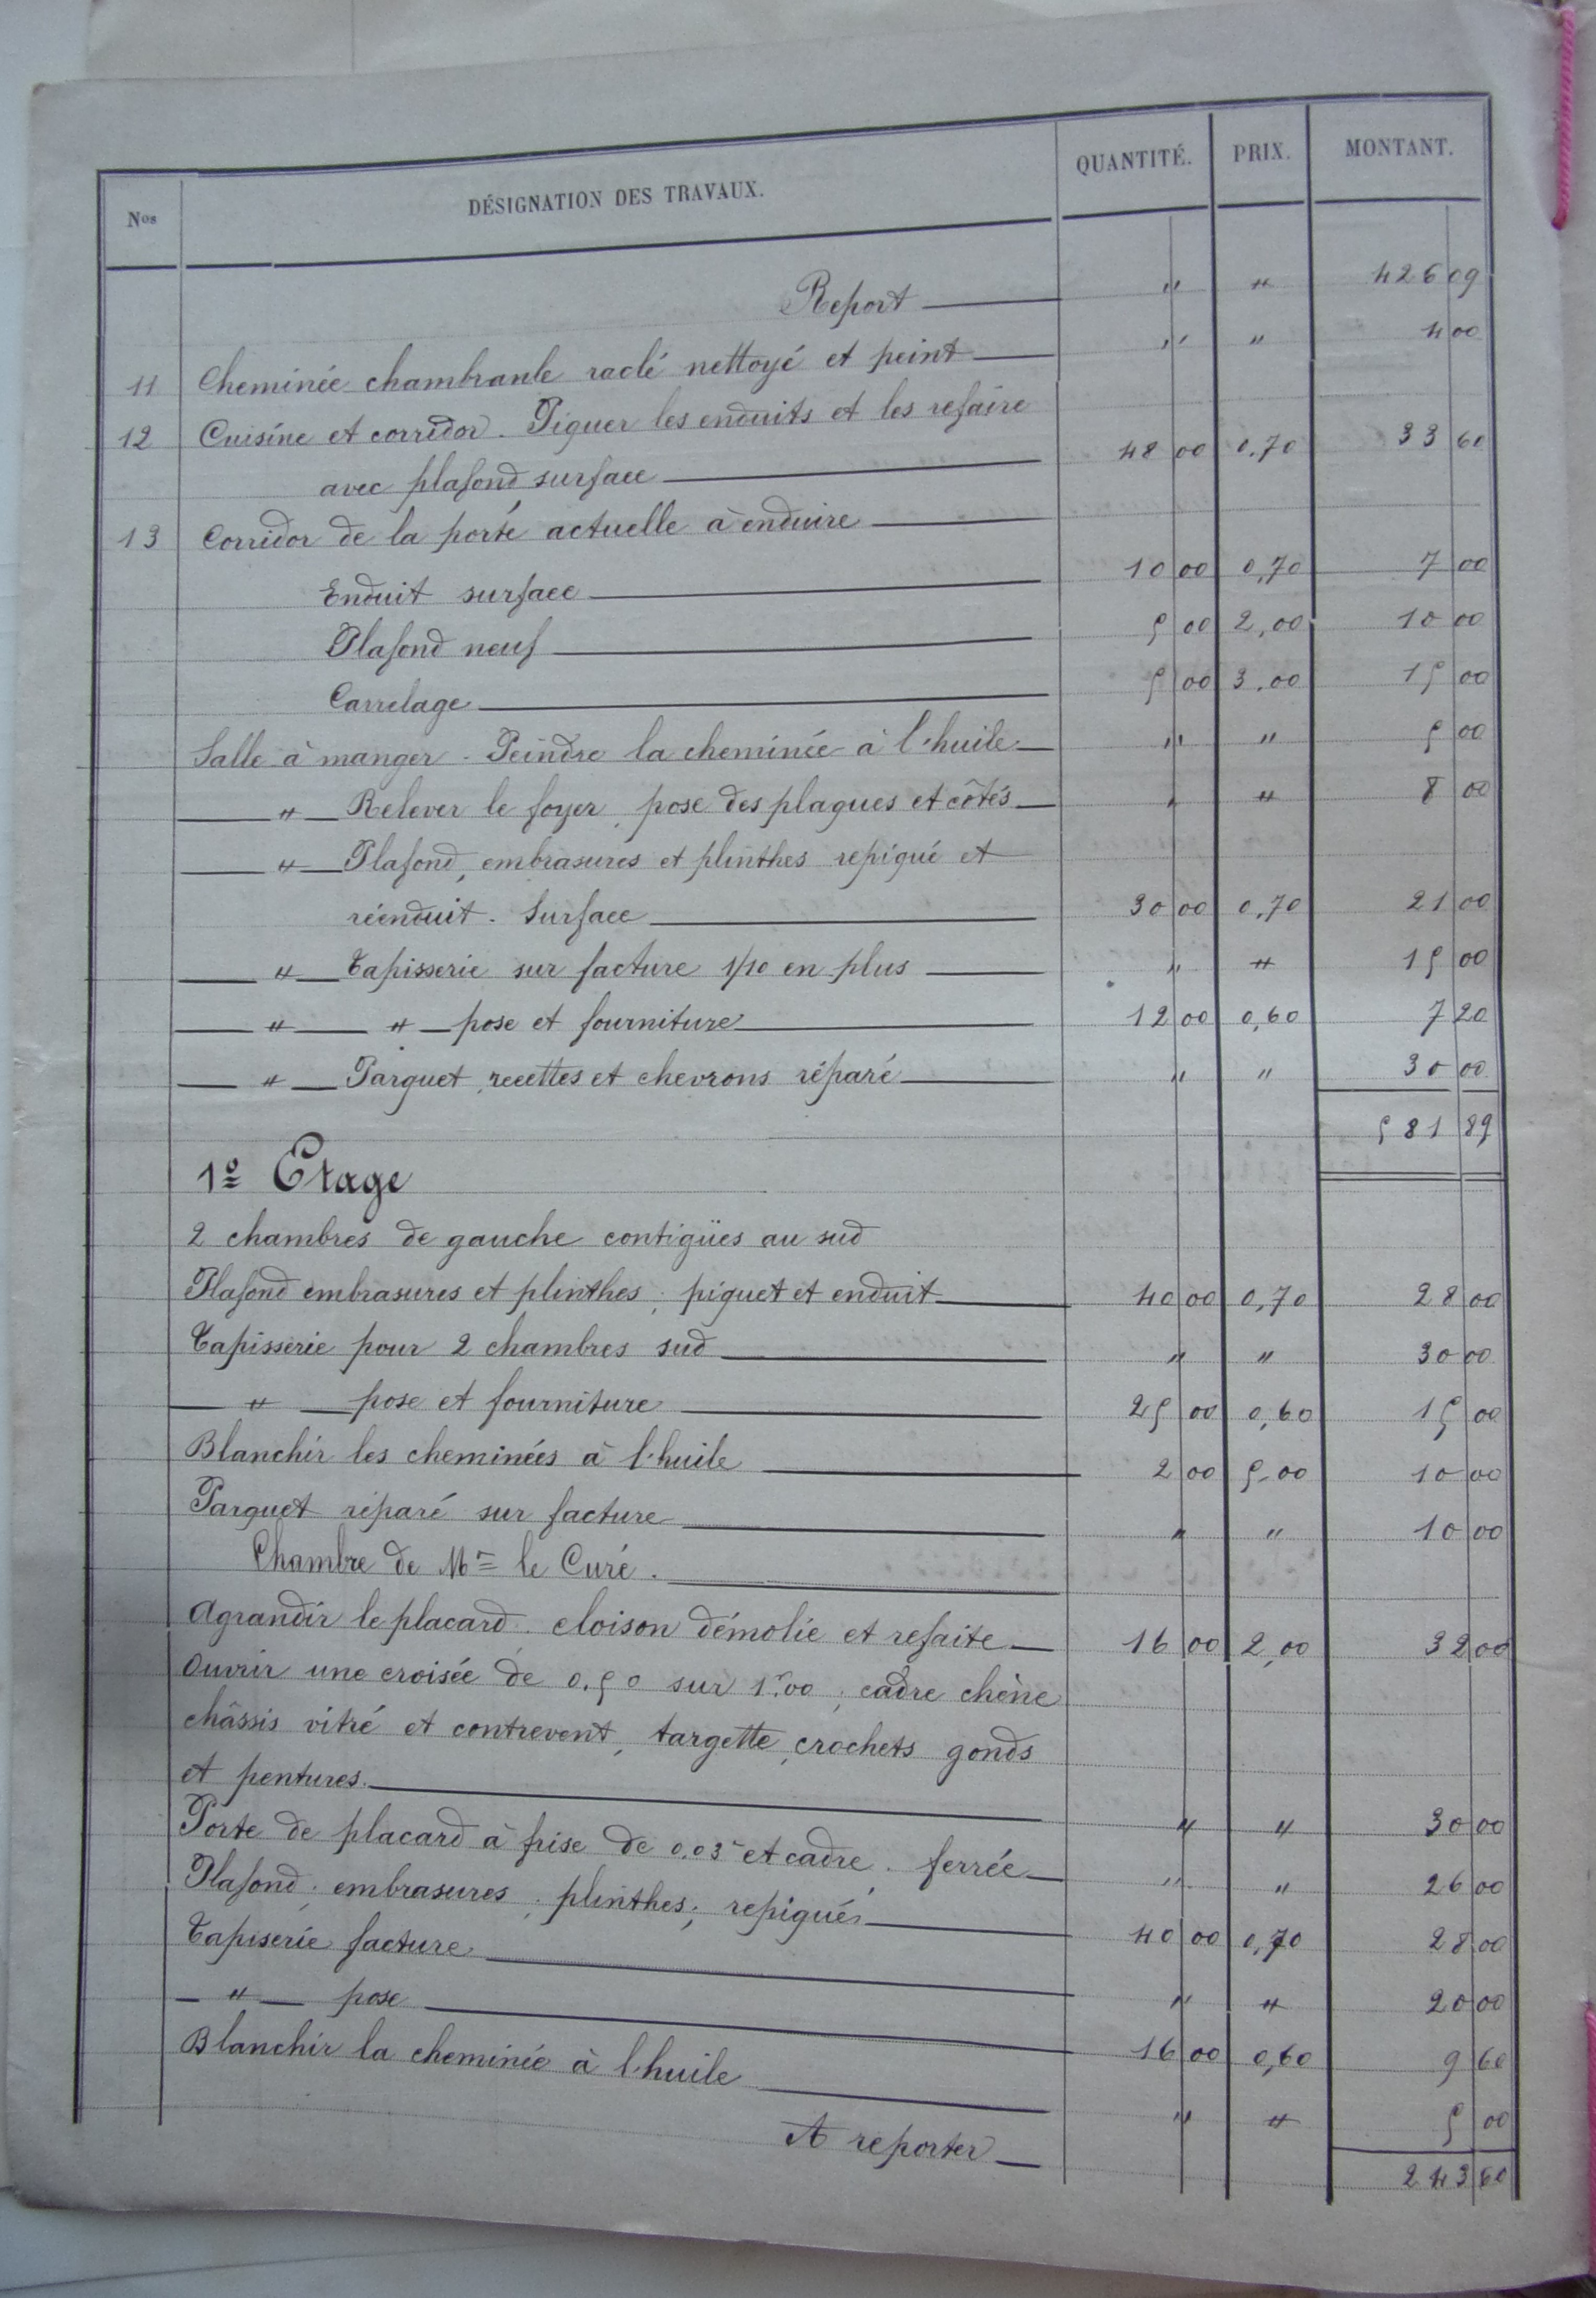 Nos DÉSIGNATION DES TRAVAUX. QUANTITÉ. PRIX. MONTANT.
Report " " 426 09
11 Cheminée chambranle raclé nettoyé et peint " " 4 00
12 Cuisine et corridor. Piquer les enduits et les refaire
avec plafond surface 48 00 0.70 33 60
13 Corridor de la porte actuelle à enduire
Enduit surface 10 00 0,70 7 00
Plafond neuf 5 00 2,00 10 00
Carrelage 5 00 3.00 15 00
Salle à manger. Peindre la cheminée à l'huile " " 5 00
" Relever le foyer, pose des plaques et côtés " " 8 00
" Plafond, embrasures et plinthes repiqué et
réenduit. Surface 30 00 0,70 21 00
" Tapisserie sur facture 1/10 en plus " " 15 00
" " pose et fourniture 12 00 0,60 7 20
" Parquet, recettes et chevrons réparé " " 30 00
581 89
1º Etage
2 chambres de gauche contigües au sud
Plafond embrasures et plinthes, piquet et enduit 40 00 0,70 28 00
Tapisserie pour 2 chambres sud " " 30 00
" pose et fourniture 25 00 0,60 15 00
Blanchir les cheminées à l'huile 2 00 5.00 10 00
Parquet réparé sur facture " " 10 00
Chambre de Mr le Curé.
Agrandir le placard. cloison démolie et refaite 16 00 2,00 32 00
Ouvrir une croisée de 0.50 sur 1m00, cadre chêne
châssis vitré et contrevent, targette, crochets gonds
et pentures. " " 30 00
Porte de placard à frise de 0.03 et cadre, ferrée " " 26 00
Plafond, embrasures, plinthes, repiqués 40 00 0,70 28 00
Tapiserie facture " " 20 00
" pose 16 00 0,60 9 60
Blanchir la cheminée à l'huile " " 5 00
A reporter 243 60